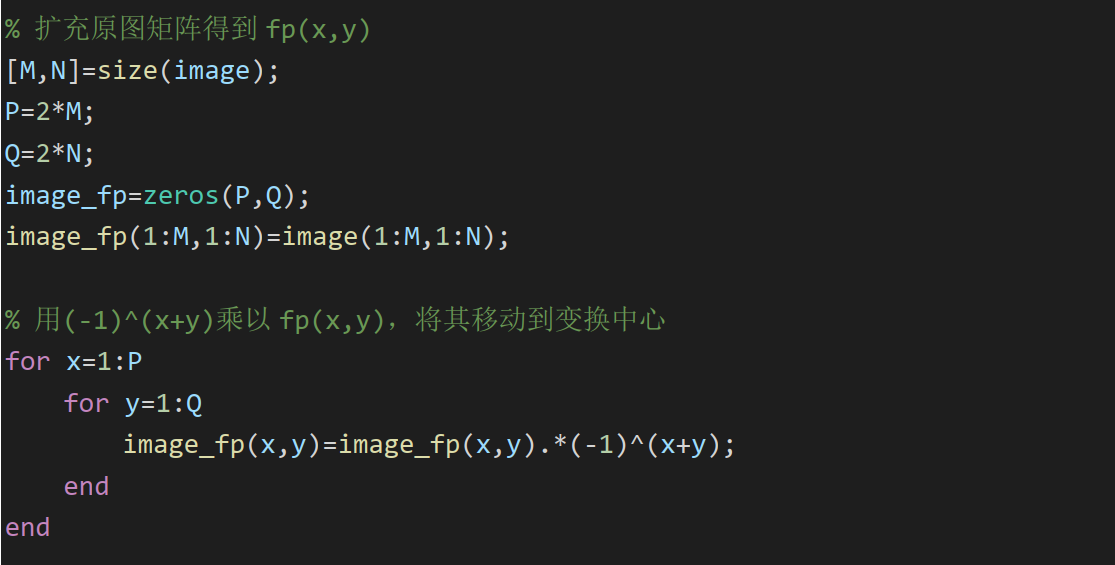 % 扩充原图矩阵得到 fp(x,y)
[M,N]=size(image);
P=2*M;
Q=2*N;
image_fp=zeros(P,Q);
image_fp(1:M,1:N)=image(1:M,1:N);
% 用(-1)^(x+y)乘以 fp(x,y)，将其移动到变换中心
for x=1:P
for y=1:Q
image_fp(x,y)=image_fp(x,y).*(-1)^(x+y);
end
end